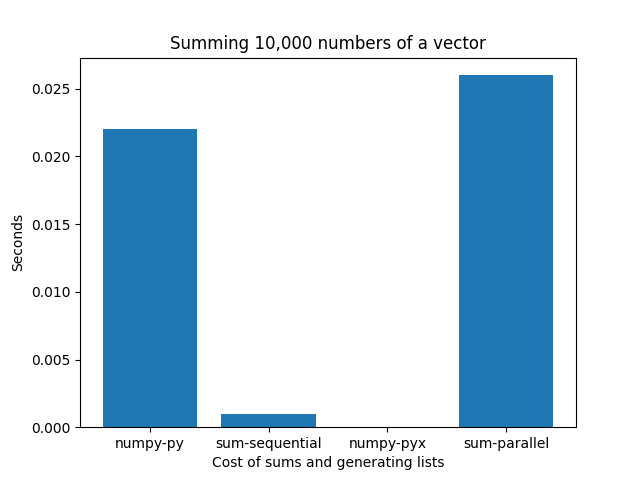 Summing 10,000 numbers of a vector
Seconds
0.025
0.020
0.015
0.010
0.005
0.000
numpy-py sum-sequential numpy-pyx sum-parallel
Cost of sums and generating lists